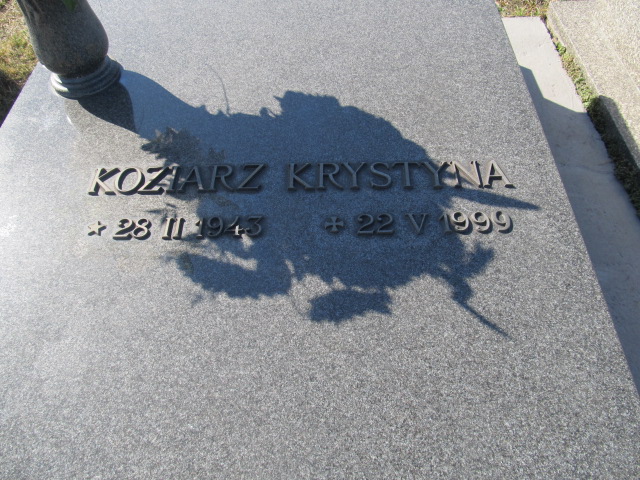 KOZIARZ KRYSTYNA
* 28 II 1943 + 22 V 1999